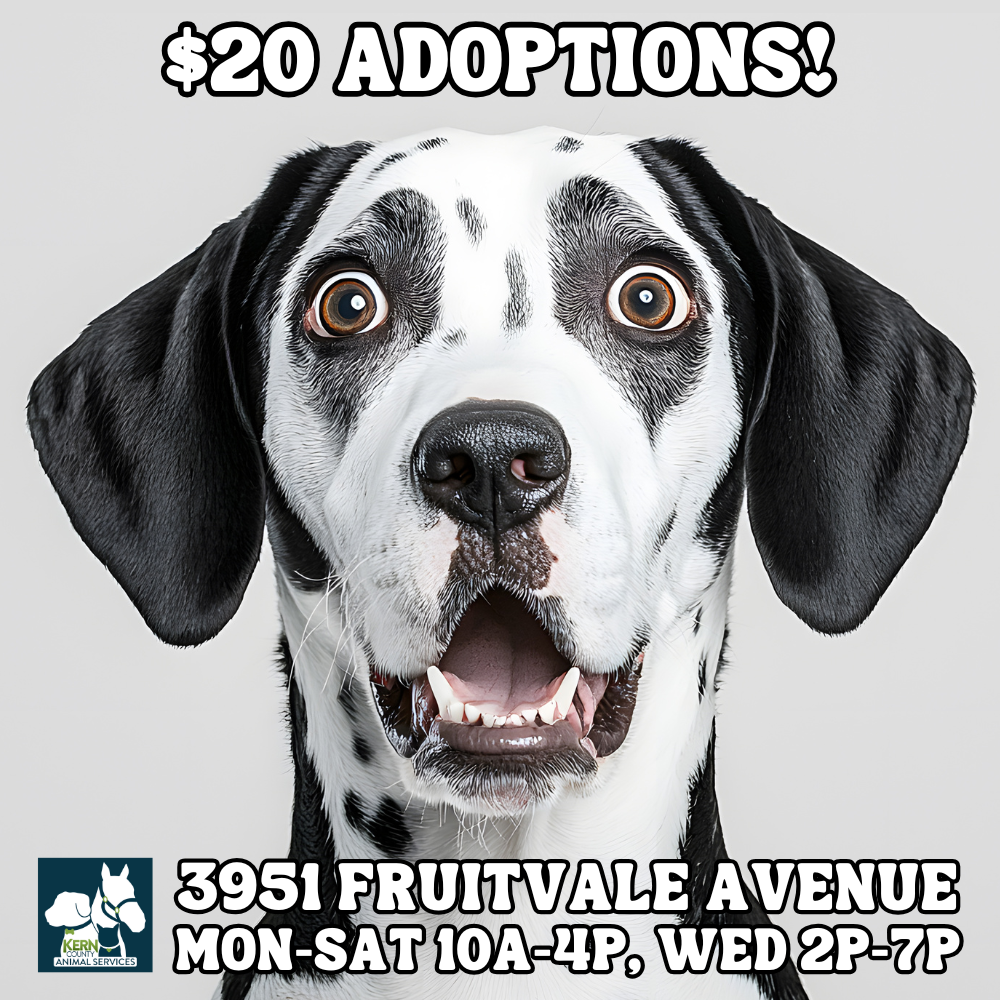 $20 ADOPTIONS!
3951 FRUITVALE AVENUE
MON-SAT 10A-4P, WED 2P-7P
KERN
COUNTY
ANIMAL SERVICES